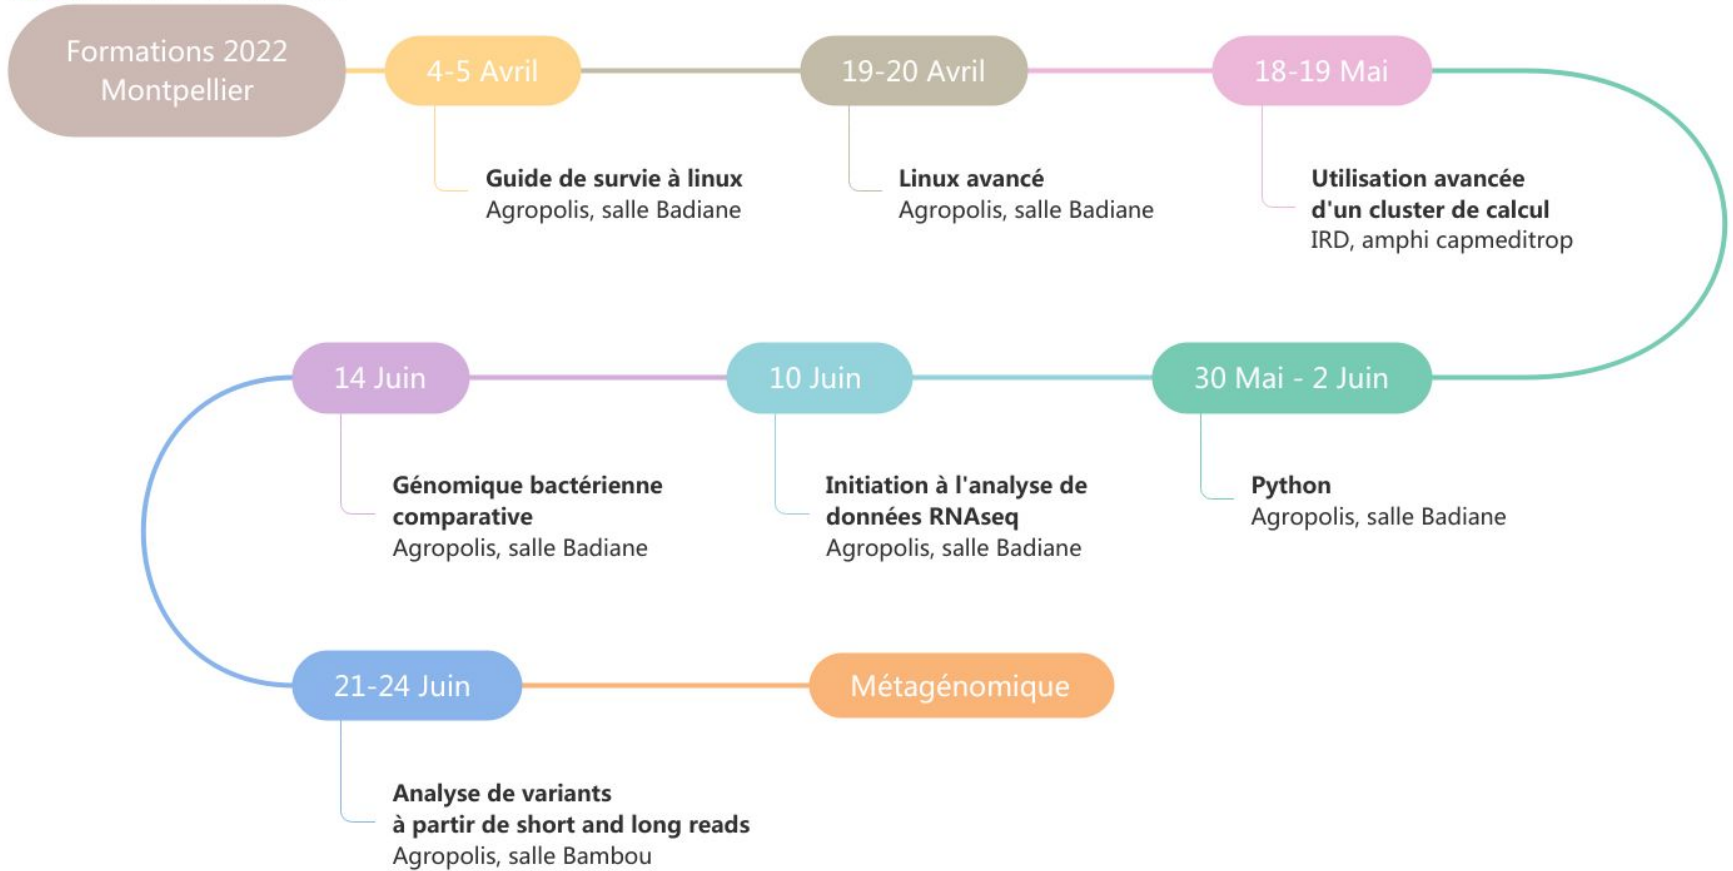 Formations 2022
Montpellier
4-5 Avril
Guide de survie à linux
Agropolis, salle Badiane
19-20 Avril
Linux avancé
Agropolis, salle Badiane
18-19 Mai
Utilisation avancée
d'un cluster de calcul
IRD, amphi capmeditrop
30 Mai - 2 Juin
Python
Agropolis, salle Badiane
10 Juin
Initiation à l'analyse de
données RNAseq
Agropolis, salle Badiane
14 Juin
Génomique bactérienne
comparative
Agropolis, salle Badiane
21-24 Juin
Analyse de variants
à partir de short and long reads
Agropolis, salle Bambou
Métagénomique